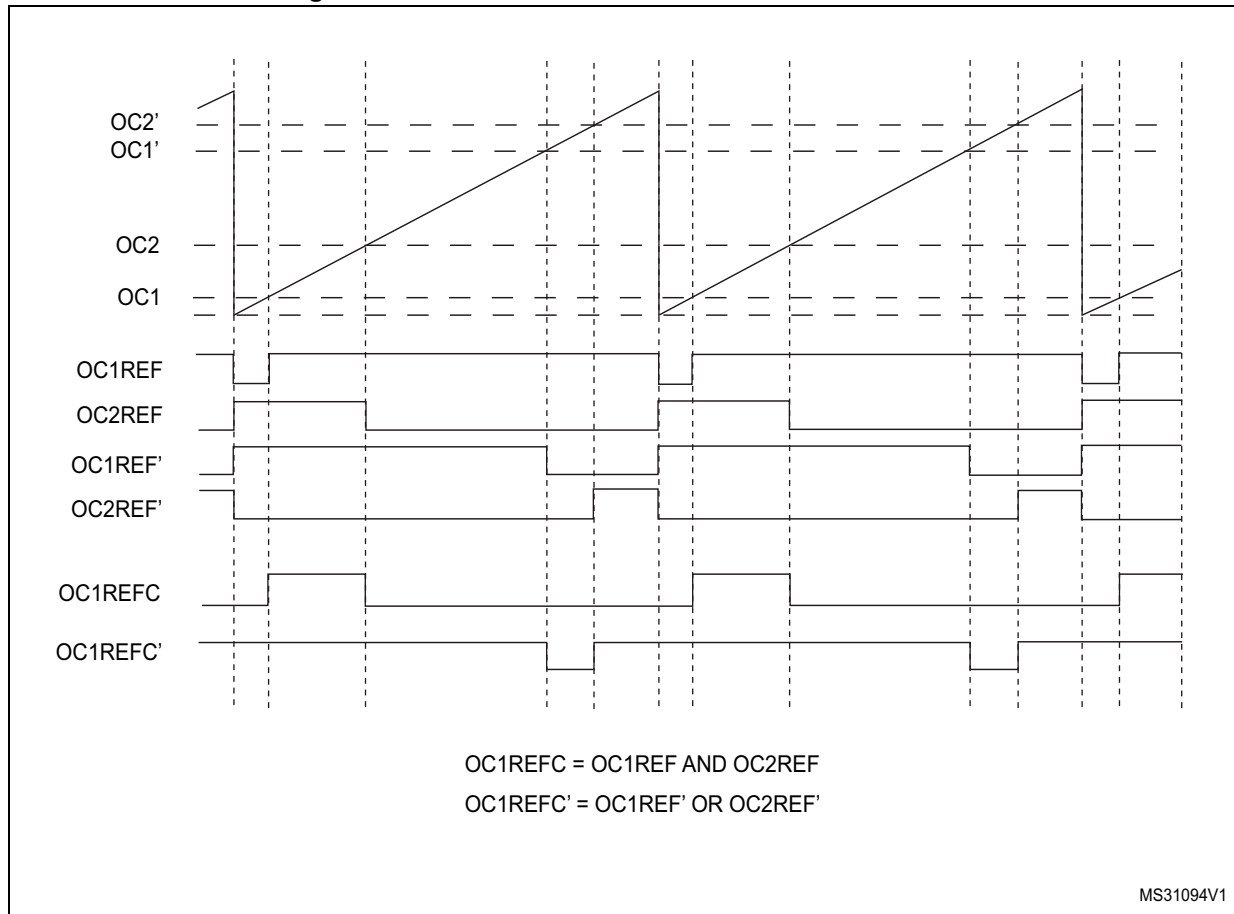 OC2’
OC1’
OC2
OC1
OC1REF
OC2REF
OC1REF’
OC2REF’
OC1REFC
OC1REFC’
OC1REFC = OC1REF AND OC2REF
OC1REFC’ = OC1REF’ OR OC2REF’
MS31094V1